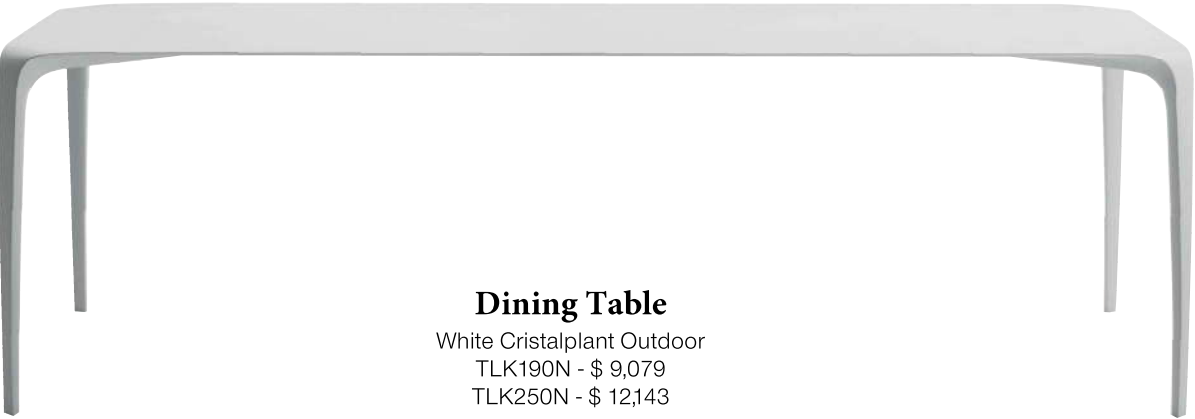 Dining Table
White Cristalplant Outdoor
TLK190N - $ 9,079
TLK250N - $ 12,143